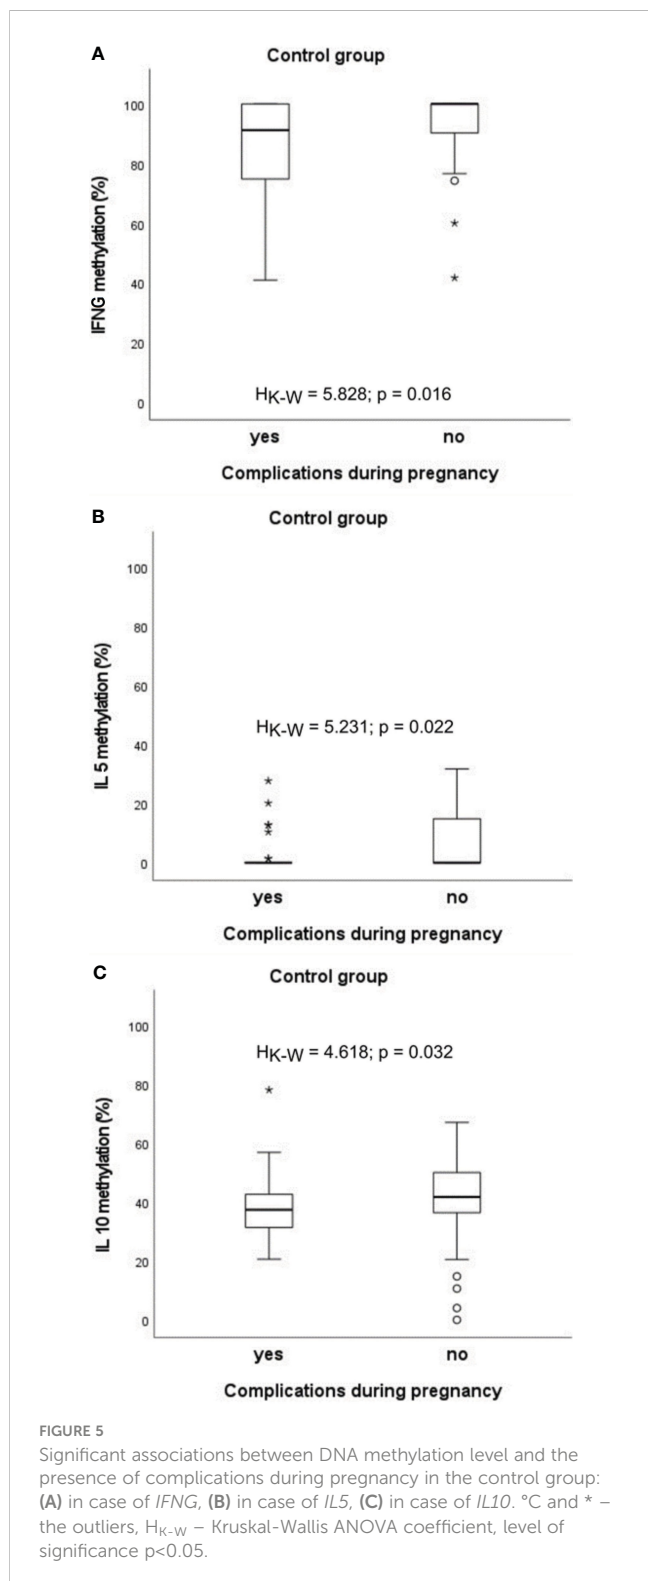 A
Control group
100
80
60
40
20
0
IFNG methylation (%)
HK-W = 5.828; p = 0.016
yes no
Complications during pregnancy
B
Control group
100
80
60
40
20
0
IL 5 methylation (%)
HK-W = 5.231; p = 0.022
yes no
Complications during pregnancy
C
Control group
100
80
60
40
20
0
IL 10 methylation (%)
HK-W = 4.618; p = 0.032
yes no
Complications during pregnancy
FIGURE 5
Significant associations between DNA methylation level and the
presence of complications during pregnancy in the control group:
(A) in case of IFNG, (B) in case of IL5, (C) in case of IL10. °C and * –
the outliers, HK-W – Kruskal-Wallis ANOVA coefficient, level of
significance p<0.05.